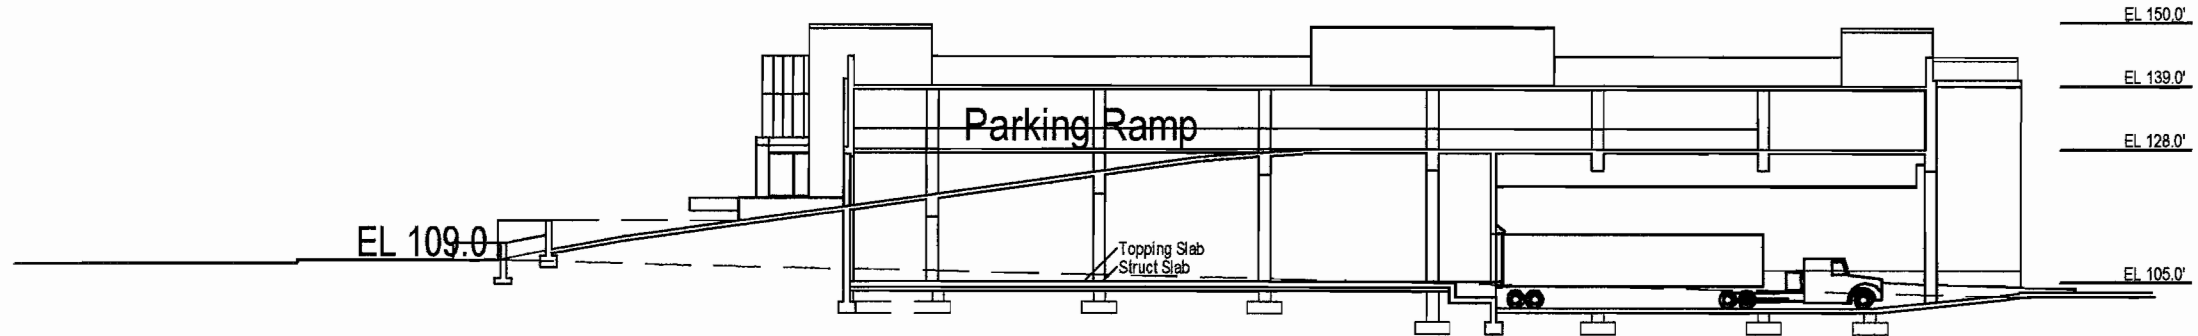 EL 150.0'
EL 139.0'
Parking Ramp
EL 128.0'
EL 109.0
Topping Slab
Struct Slab
EL 105.0'